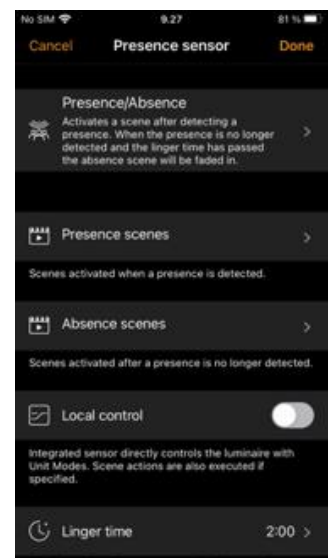 No SIM 9.27 81 %
Cancel Presence sensor Done
Presence/Absence
Activates a scene after detecting a
presence. When the presence is no longer
detected and the linger time has passed
the absence scene will be faded in.
Presence scenes
Scenes activated when a presence is detected.
Absence scenes
Scenes activated after a presence is no longer detected.
Local control
Integrated sensor directly controls the luminaire with
Unit Modes. Scene actions are also executed if
specified.
Linger time 2:00